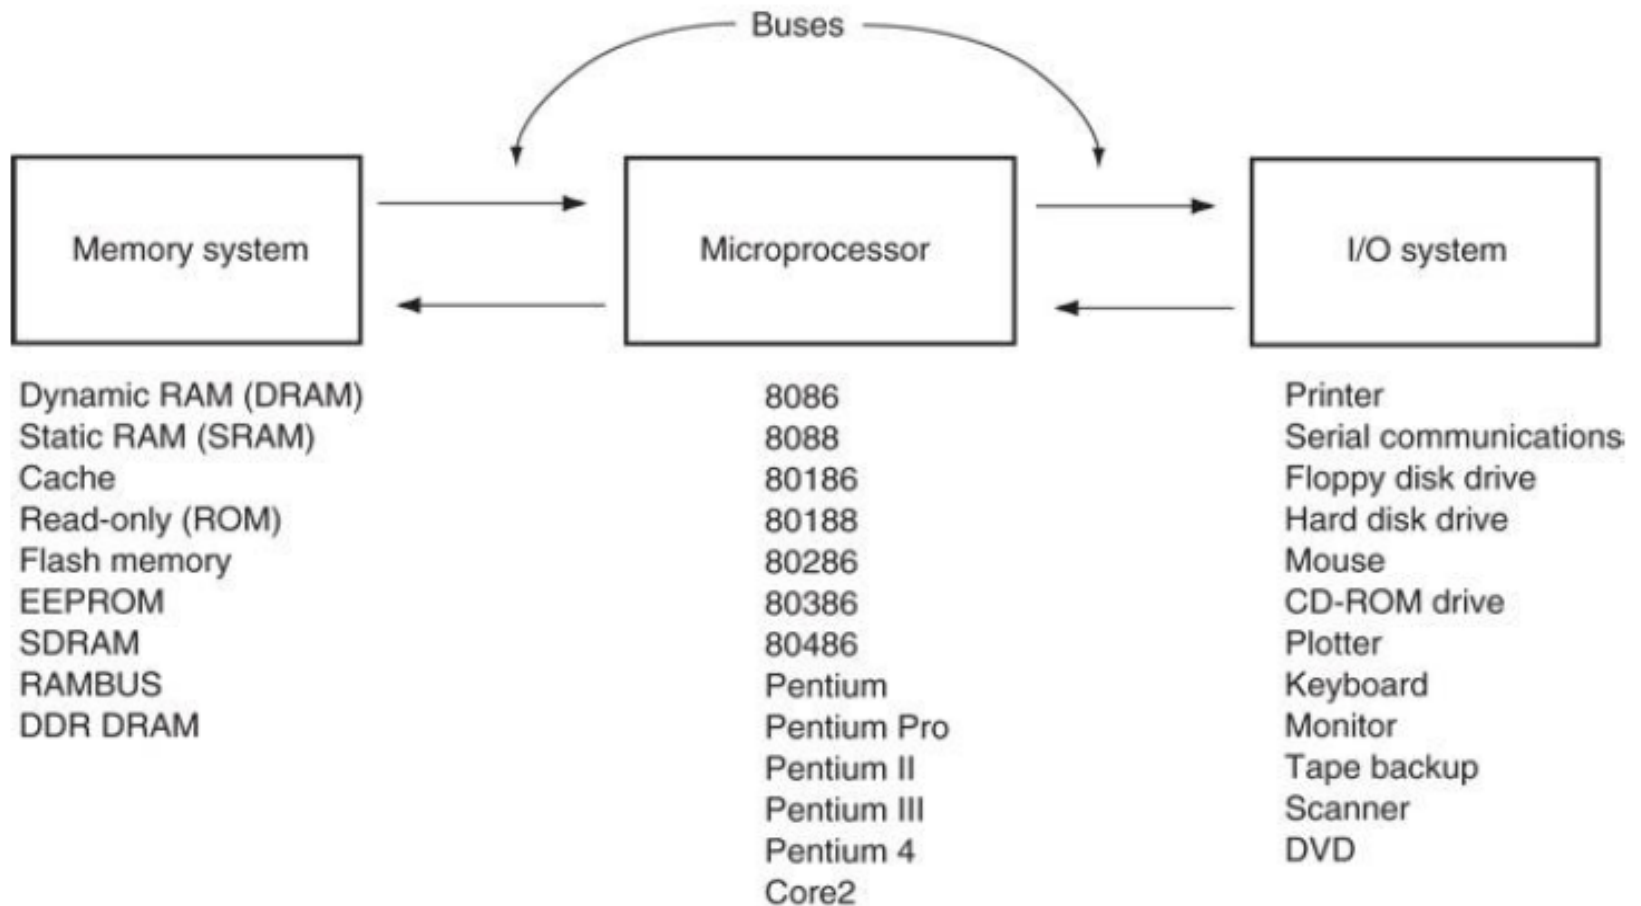 Buses
Memory system
Microprocessor
I/O system
Dynamic RAM (DRAM)
Static RAM (SRAM)
Cache
Read-only (ROM)
Flash memory
EEPROM
SDRAM
RAMBUS
DDR DRAM
8086
8088
80186
80188
80286
80386
80486
Pentium
Pentium Pro
Pentium II
Pentium III
Pentium 4
Core2
Printer
Serial communications
Floppy disk drive
Hard disk drive
Mouse
CD-ROM drive
Plotter
Keyboard
Monitor
Tape backup
Scanner
DVD